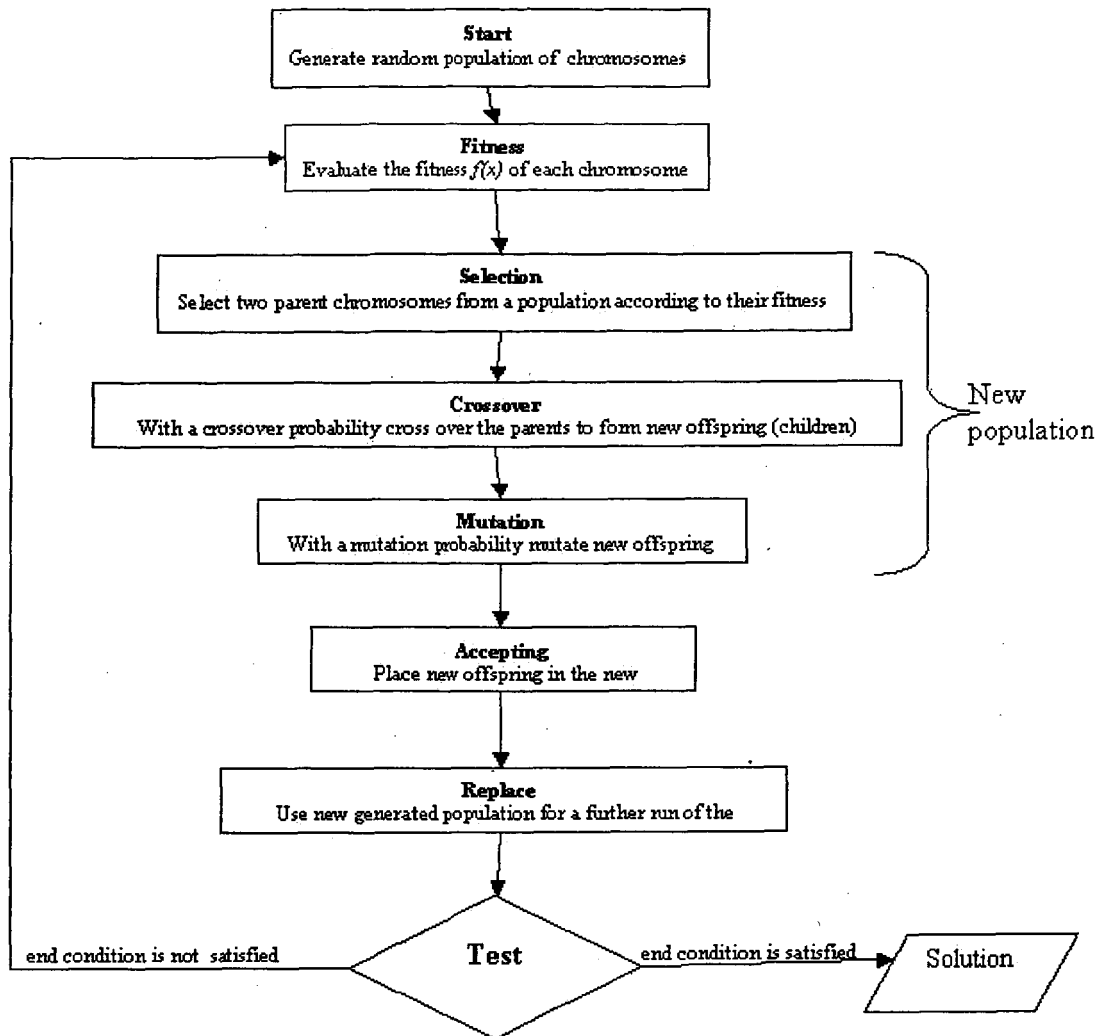 Start
Generate random population of chromosomes
Fitness
Evaluate the fitness f(x) of each chromosome
Selection
Select two parent chromosomes from a population according to their fitness
Crossover
With a crossover probability cross over the parents to form new offspring (children)
New
population
Mutation
With a mutation probability mutate new offspring
Accepting
Place new offspring in the new
Replace
Use new generated population for a further run of the
Test
end condition is not satisfied
end condition is satisfied
Solution